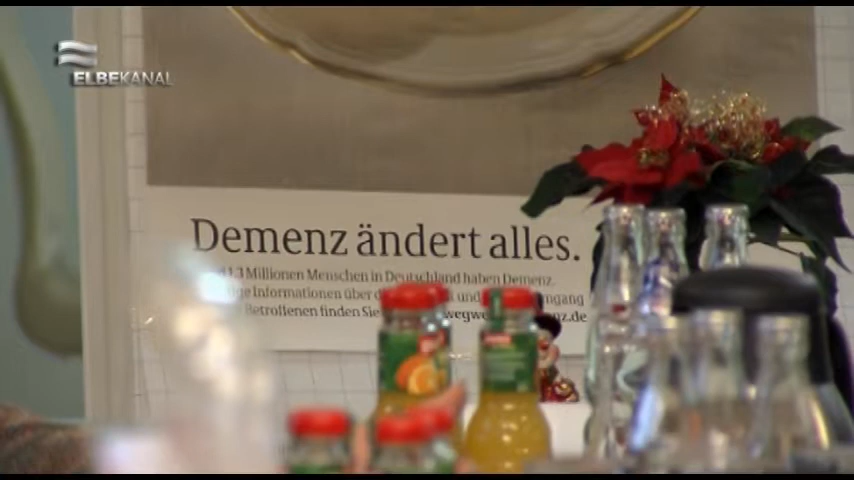 ELBEKANAL
Demenz ändert alles.
1,3 Millionen Menschen in Deutschland haben Demenz.
Informationen über
Betroffenen finden Sie